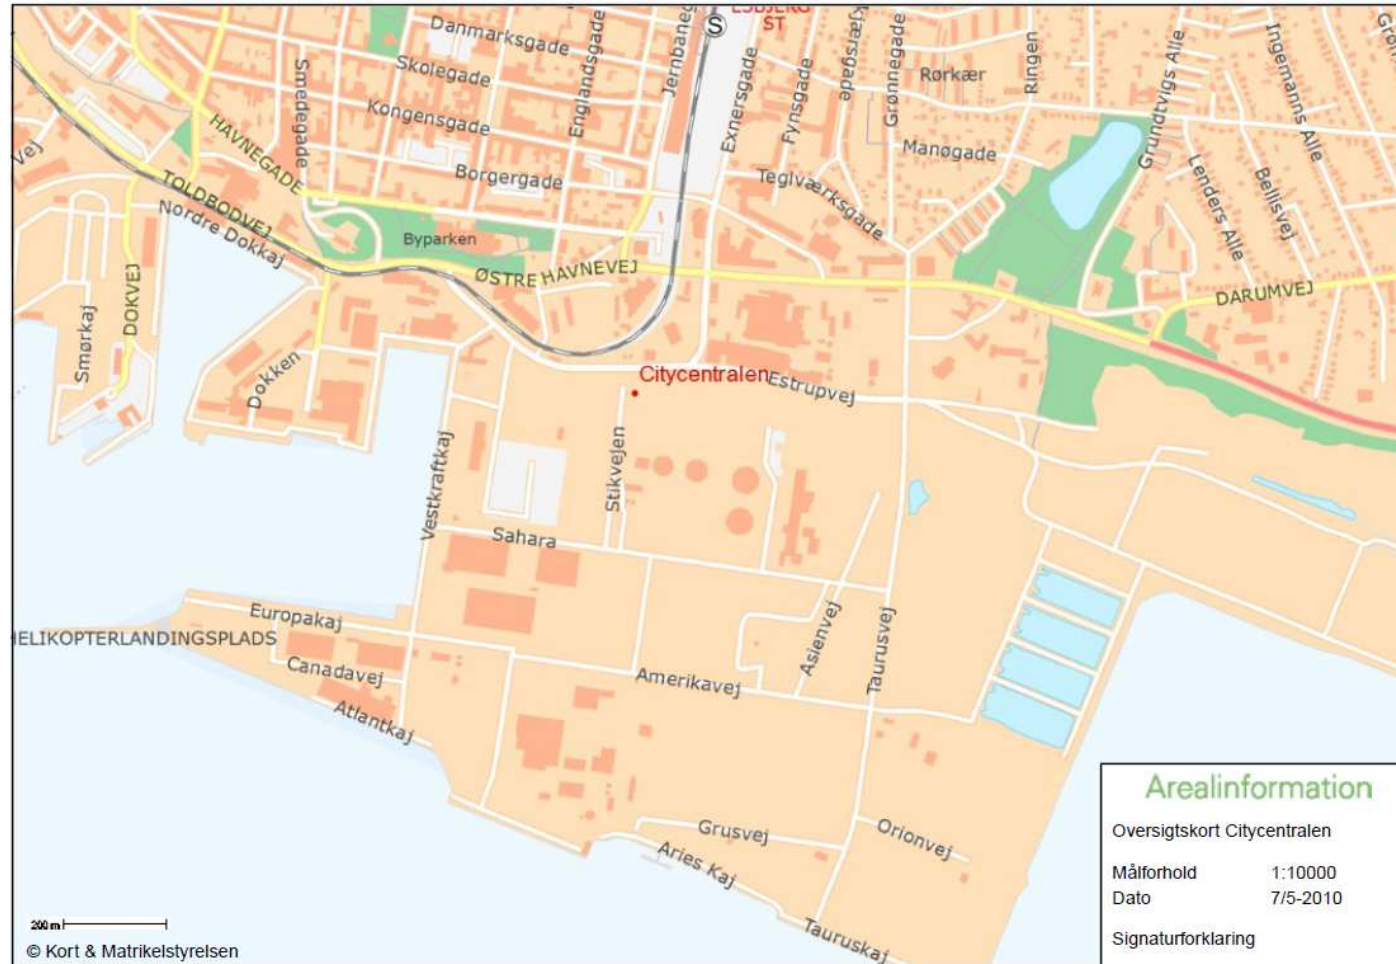 ESBJERG
ST
S
Danmarksgade
Skolegade
Kongensgade
Borgergade
Smedegade
Englandsgade
Jernbaneg
Exnersgade
Fynsgade
Kjærsgade
Grønnegade
Rørkær
Ringen
Manøgade
Teglværksgade
Grundtvigs Alle
Ingemanns Alle
Grøn
Lenders Alle
Bellisvej
DARUMVEJ
Vej
HAVNEGADE
TOLDBODVEJ
Nordre Dokkaj
Byparken
ØSTRE HAVNEVEJ
DOKVEJ
Smørkaj
Dokken
Citycentralen
Estrupvej
Vestkraftkaj
Stikvejen
Sahara
Europakaj
HELIKOPTERLANDINGSPLADS
Canadavej
Atlantkaj
Amerikavej
Asienvej
Taurusvej
Grusvej
Orionvej
Aries Kaj
Tauruskaj
200 m
© Kort & Matrikelstyrelsen
Arealinformation
Oversigtskort Citycentralen
Målforhold 1:10000
Dato 7/5-2010
Signaturforklaring